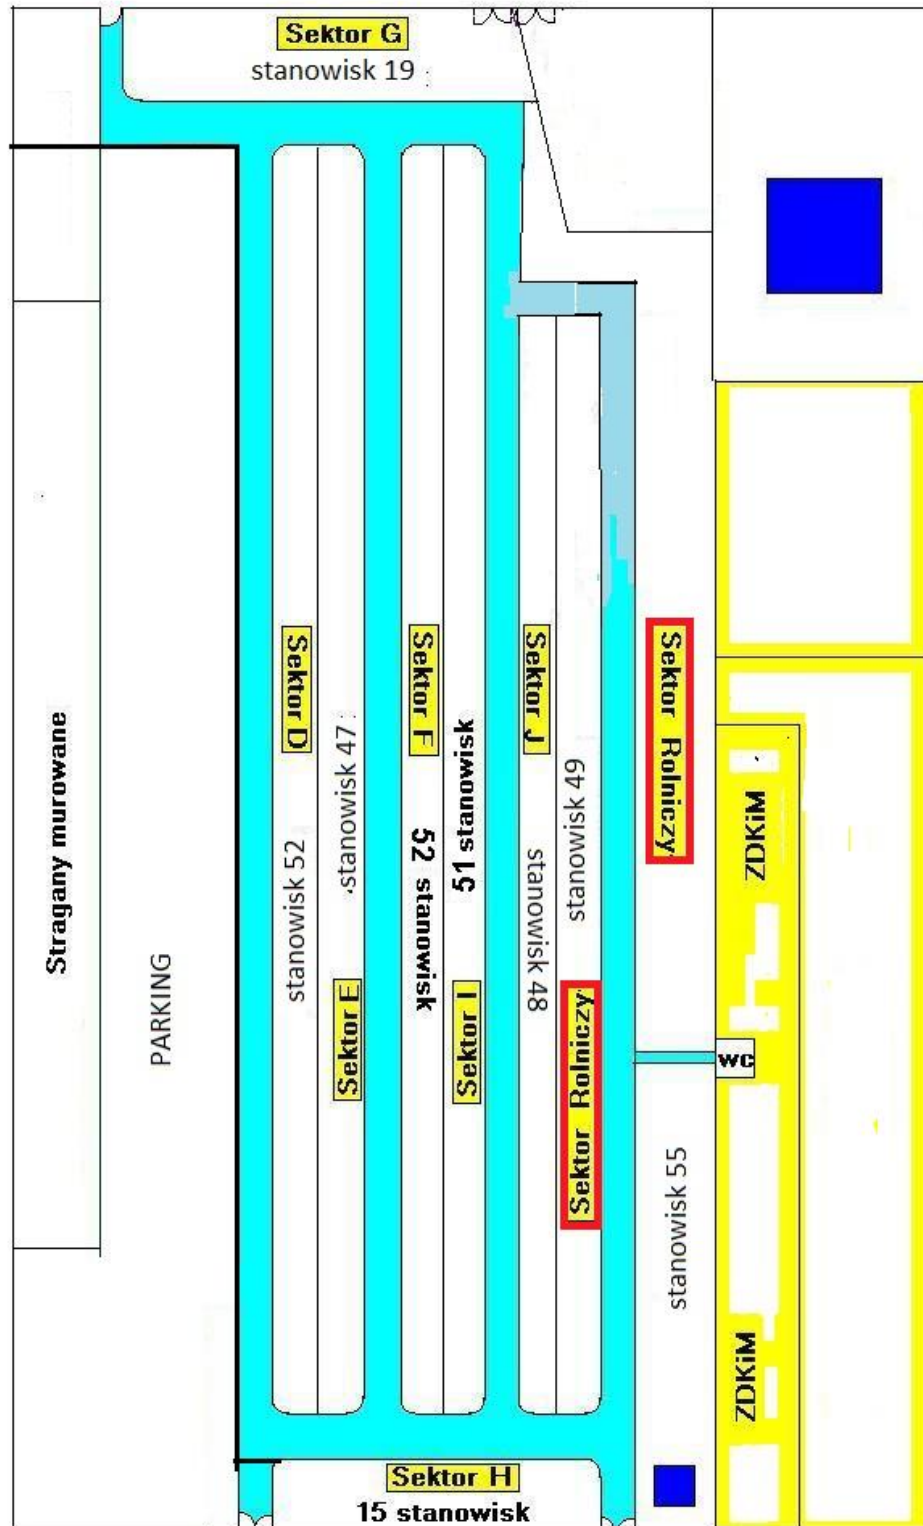 Sektor G
stanowisk 19
Stragany murowane
PARKING
Sektor D
stanowisk 52
stanowisk 47
Sektor E
Sektor F
52 stanowisk
51 stanowisk
Sektor I
Sektor J
stanowisk 48
stanowisk 49
Sektor Rolniczy
Sektor Rolniczy
stanowisk 55
ZDKiM
wc
ZDKiM
Sektor H
15 stanowisk